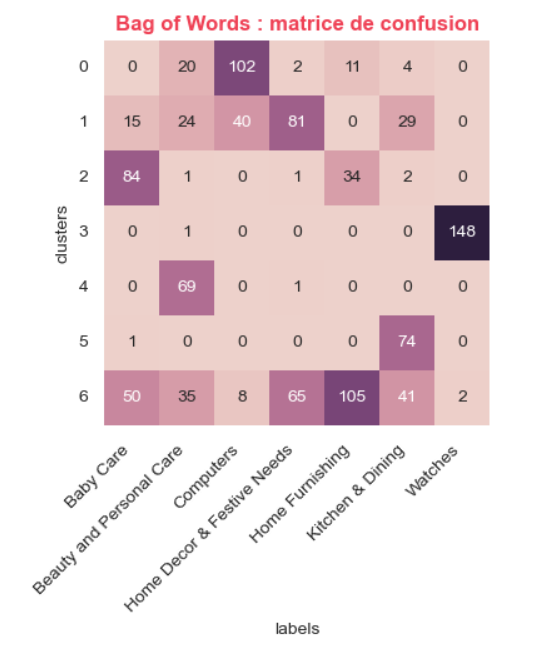 Bag of Words : matrice de confusion
0 0 20 102 2 11 4 0
1 15 24 40 81 0 29 0
2 84 1 0 1 34 2 0
3 0 1 0 0 0 0 148
4 0 69 0 1 0 0 0
5 1 0 0 0 0 74 0
6 50 35 8 65 105 41 2
clusters
Baby Care
Beauty and Personal Care
Computers
Home Decor & Festive Needs
Home Furnishing
Kitchen & Dining
Watches
labels